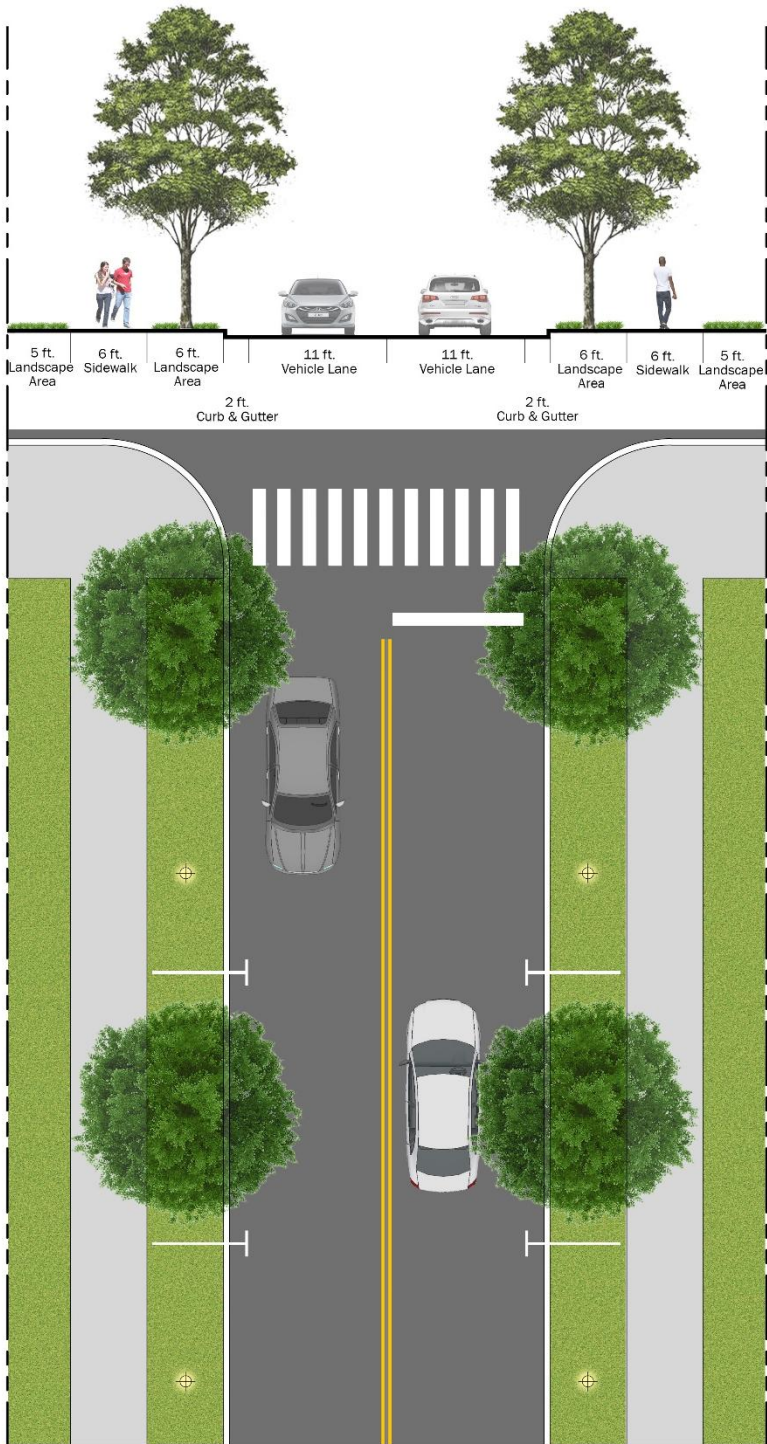 5 ft.
Landscape
Area
6 ft.
Sidewalk
6 ft.
Landscape
Area
11 ft.
Vehicle Lane
11 ft.
Vehicle Lane
6 ft.
Landscape
Area
6 ft.
Sidewalk
5 ft.
Landscape
Area
2 ft.
Curb & Gutter
2 ft.
Curb & Gutter